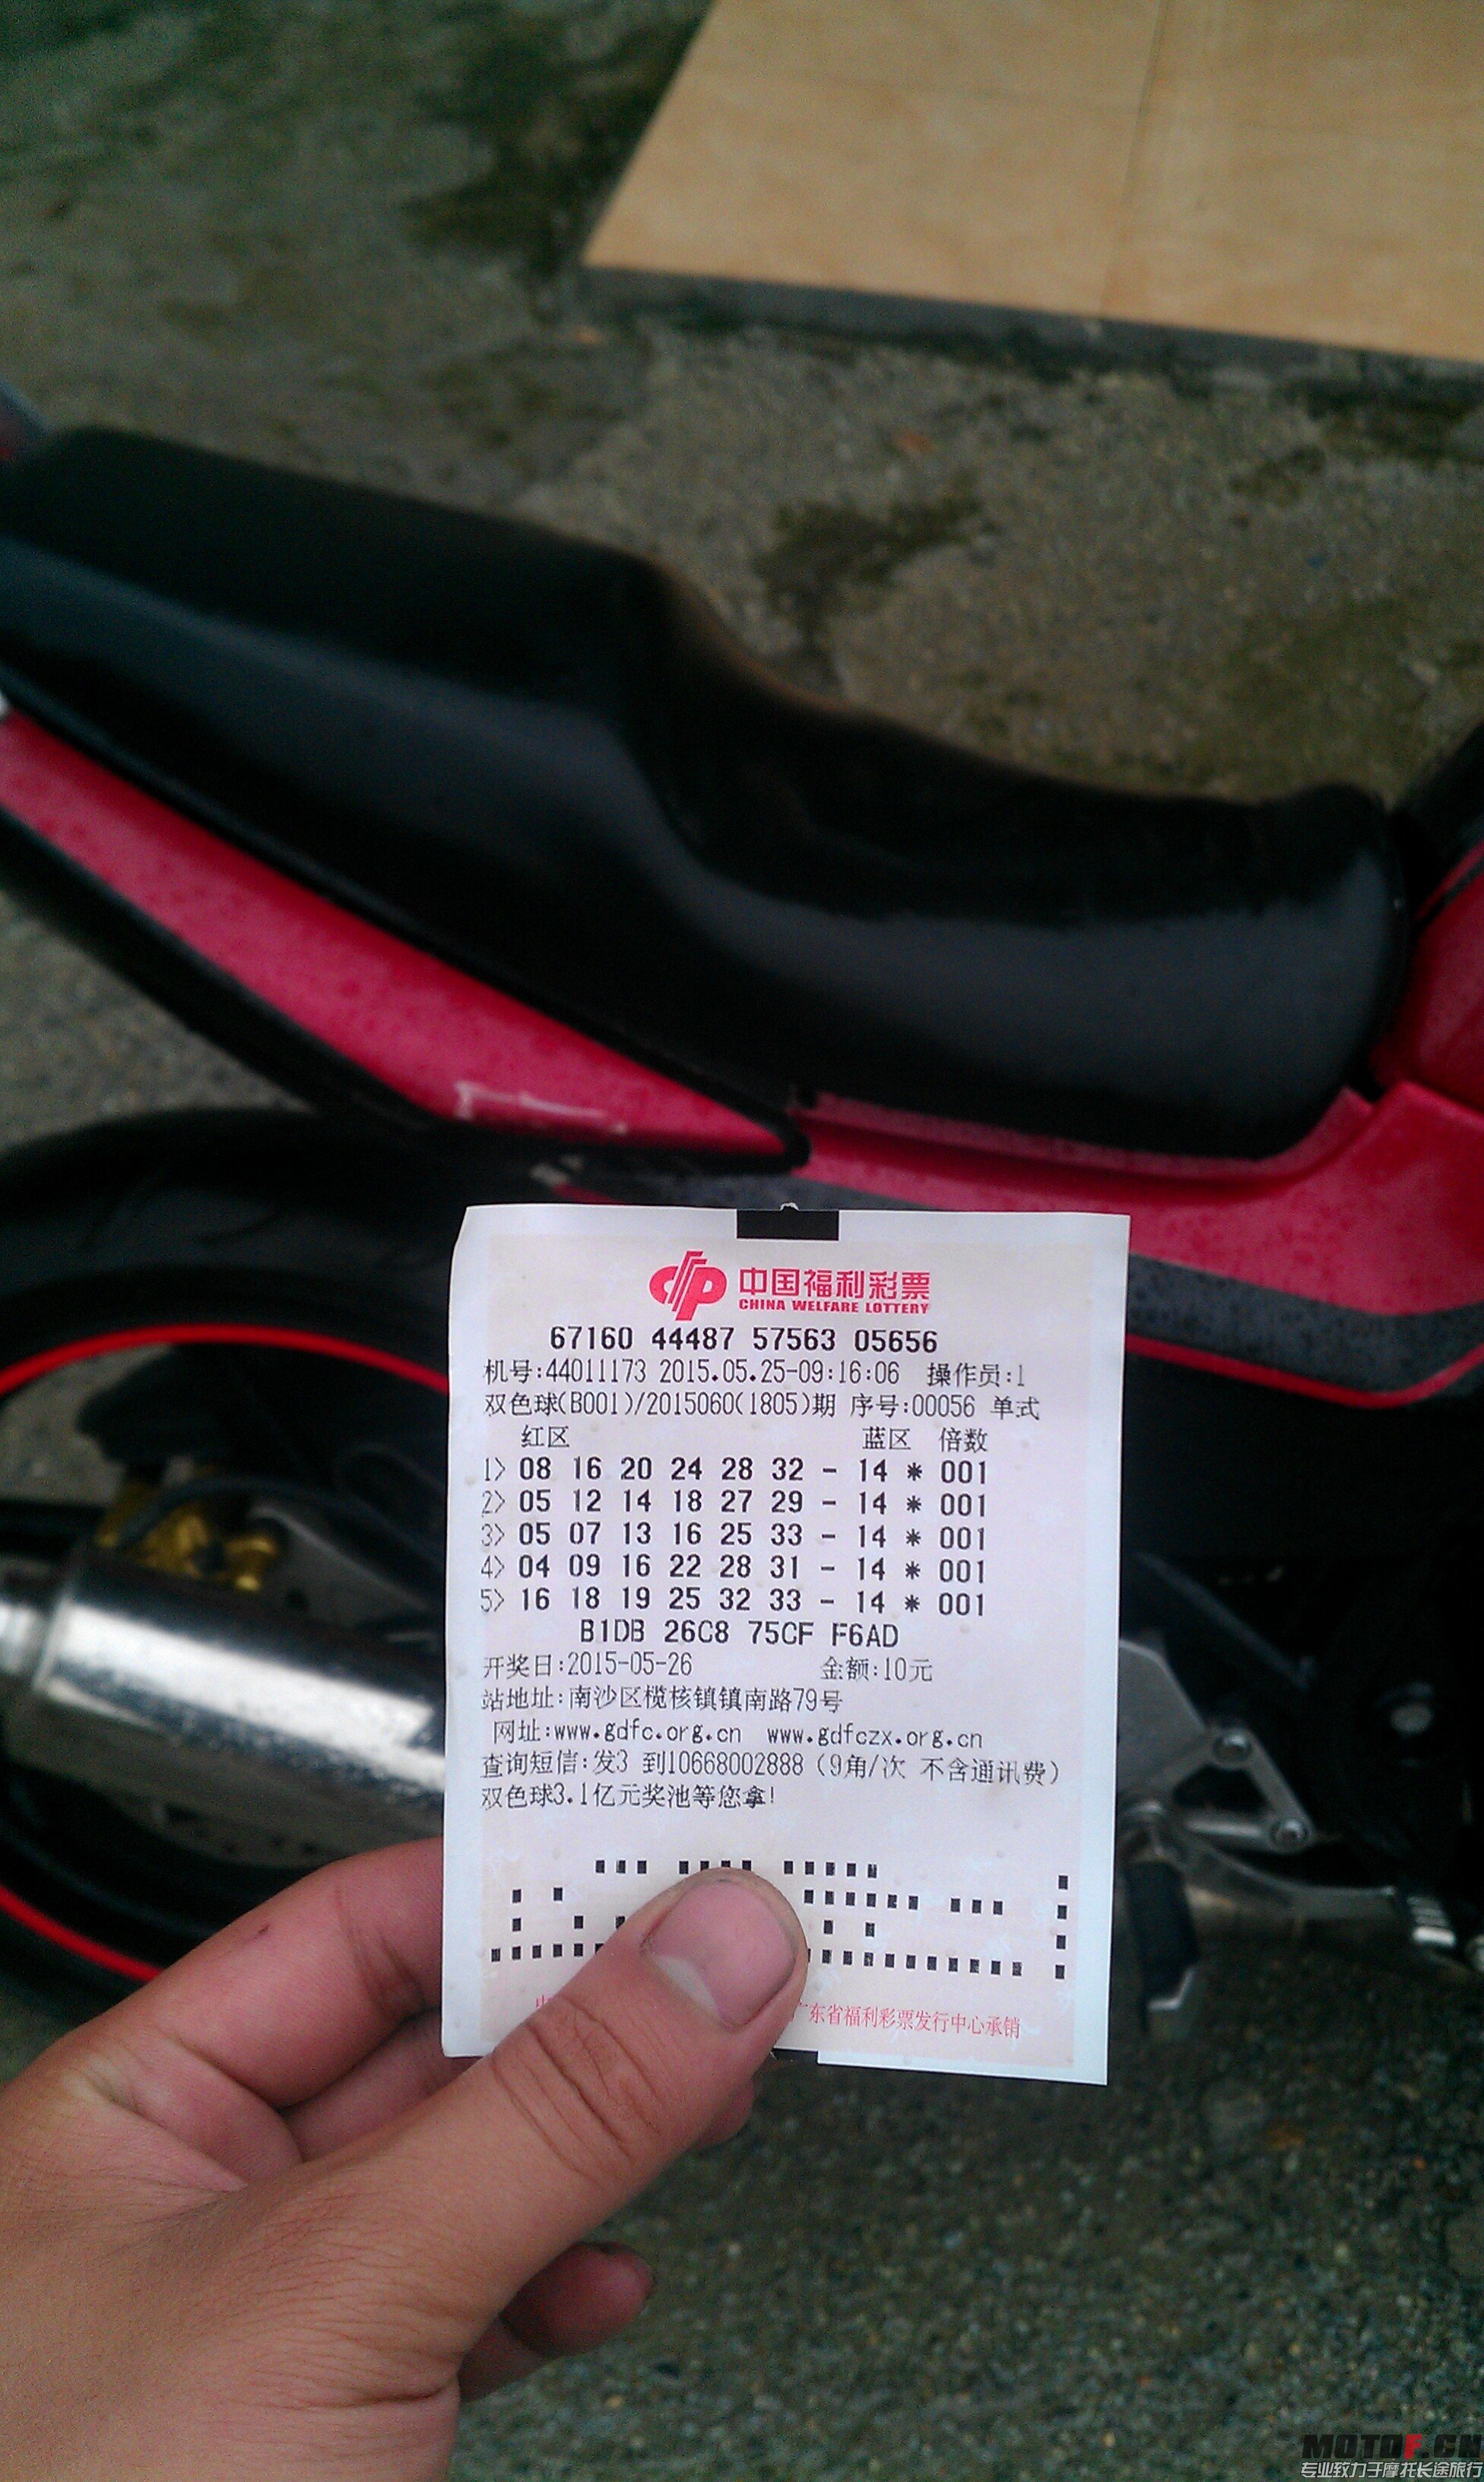 中国福利彩票
CHINA WELFARE LOTTERY
67160 44487 57563 05656
机号:44011173 2015.05.25-09:16:06 操作员:1
双色球(B001)/2015060(1805)期 序号:00056 单式
红区 蓝区 倍数
1> 08 16 20 24 28 32 - 14 * 001
2> 05 12 14 18 27 29 - 14 * 001
3> 05 07 13 16 25 33 - 14 * 001
4> 04 09 16 22 28 31 - 14 * 001
5> 16 18 19 25 32 33 - 14 * 001
B1DB 26C8 75CF F6AD
开奖日:2015-05-26 金额:10元
站地址:南沙区榄核镇镇南路79号
网址:www.gdfc.org.cn www.gdfczx.org.cn
查询短信:发3 到10668002888（9角/次 不含通讯费）
双色球3.1亿元奖池等您拿!
广东省福利彩票发行中心承销
MOTOF.CN
专业致力于摩托长途旅行